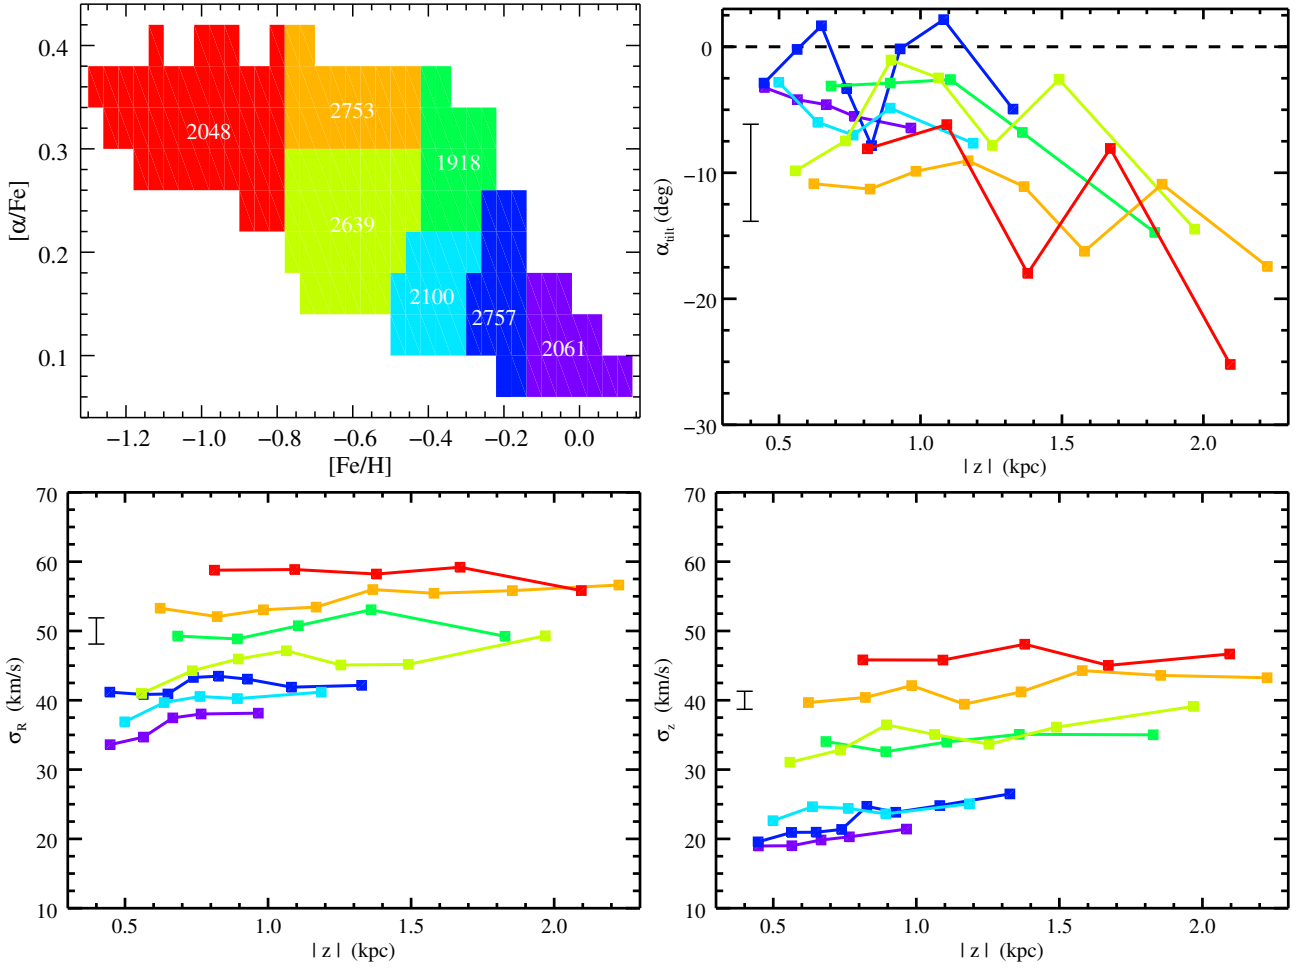 0.4
0.3
0.2
0.1
[α/Fe]
2048
2753
1918
2639
2100
2757
2061
−1.2 −1.0 −0.8 −0.6 −0.4 −0.2 0.0
[Fe/H]
0
−10
−20
−30
α_tilt (deg)
0.5 1.0 1.5 2.0
| z | (kpc)
70
60
50
40
30
20
10
σ_R (km/s)
0.5 1.0 1.5 2.0
| z | (kpc)
70
60
50
40
30
20
10
σ_z (km/s)
0.5 1.0 1.5 2.0
| z | (kpc)